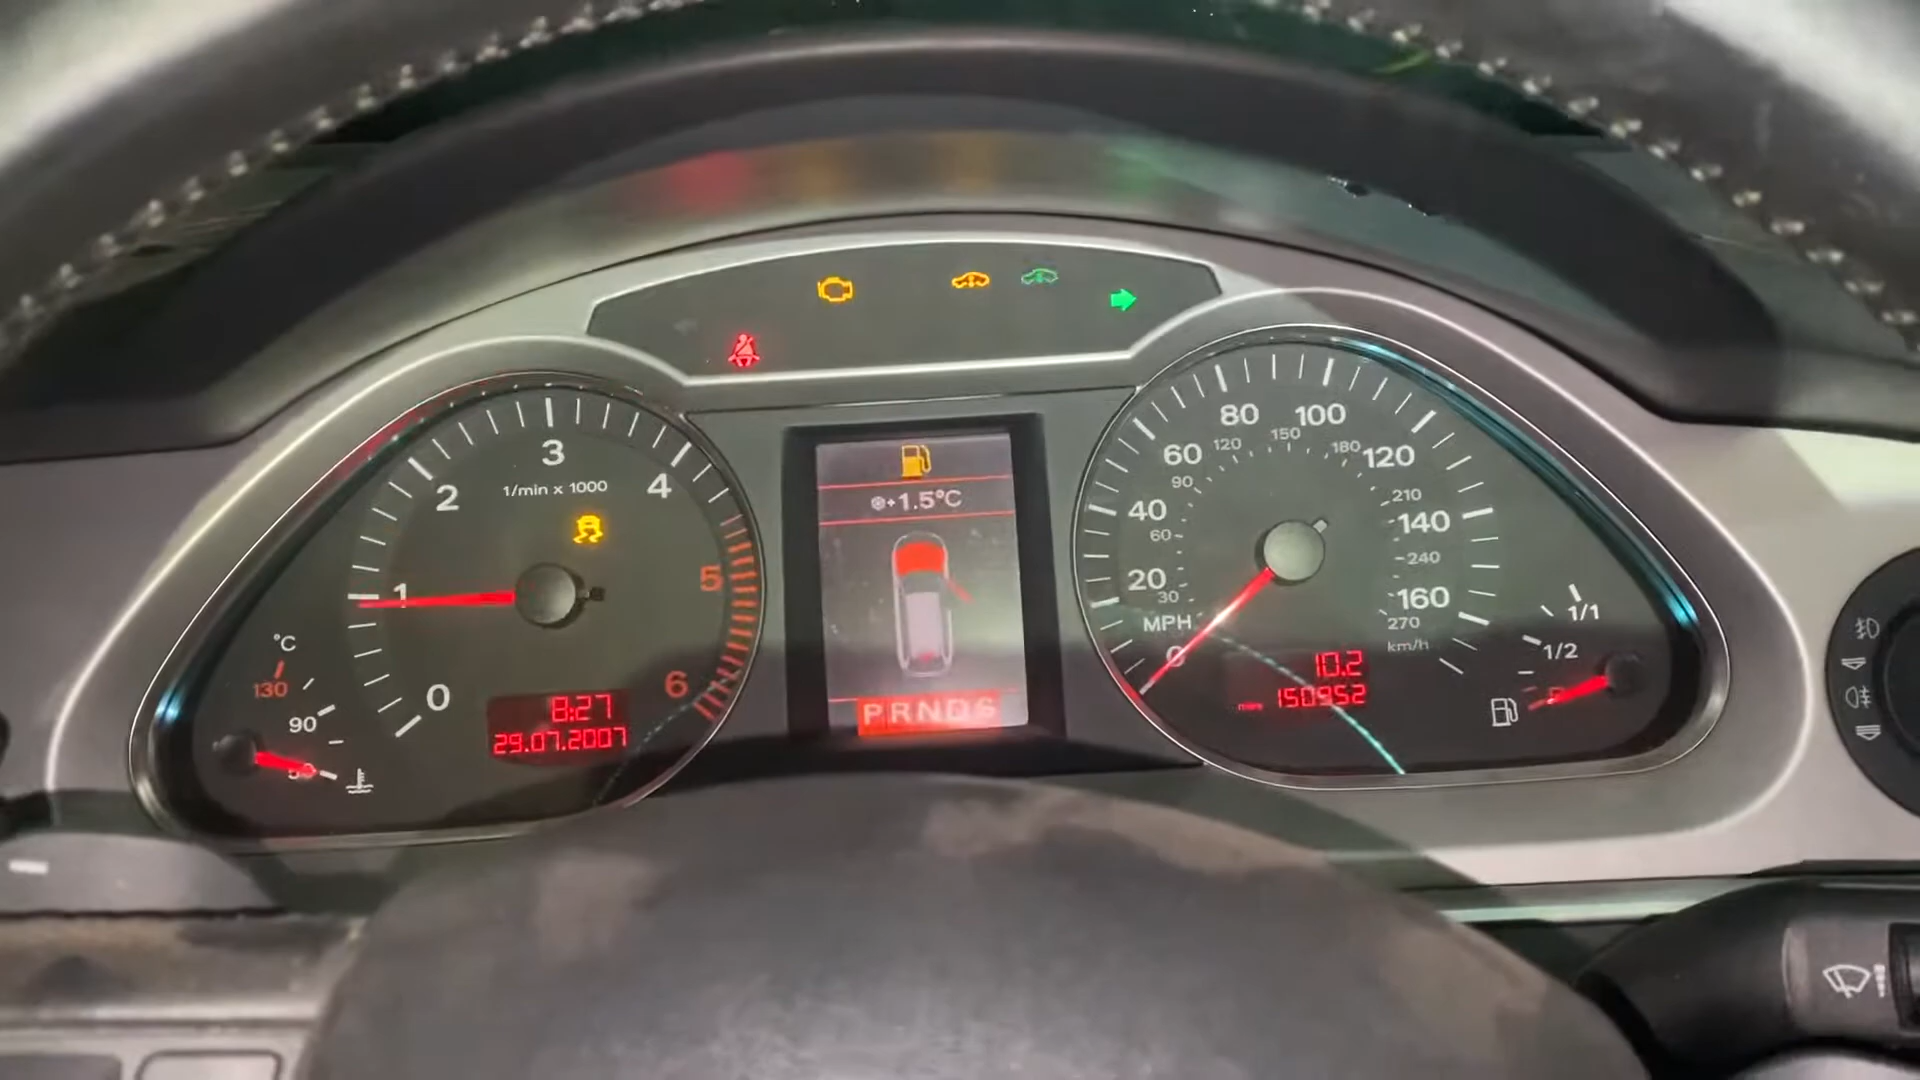 80 100
60 120 150 180 120
90
3
2 4
1/min x 1000
+1.5°C
40 210
60 140
240
1 5
20
30 160
270
MPH
km/h
0
1/1
1/2
°C
130
90
0 6
8:27
29.07.2007
PRNDS
10.2
miles 150952